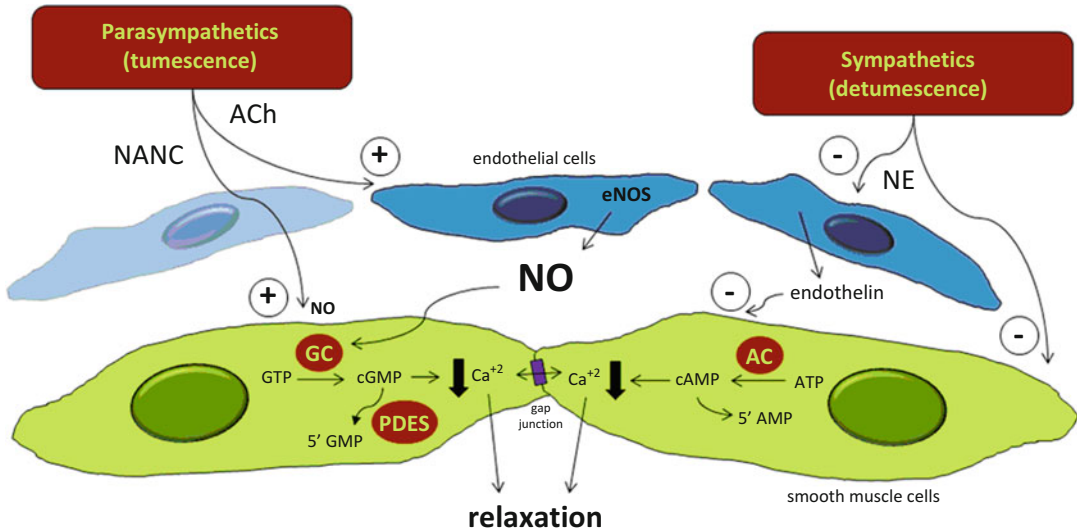 Parasympathetics
(tumescence)
Sympathetics
(detumescence)
ACh
NANC
+
endothelial cells
-
NE
eNOS
NO
endothelin
+
NO
-
-
GC
AC
GTP
cGMP
Ca+2
Ca+2
cAMP
ATP
PDES
gap
junction
5' GMP
5' AMP
smooth muscle cells
relaxation